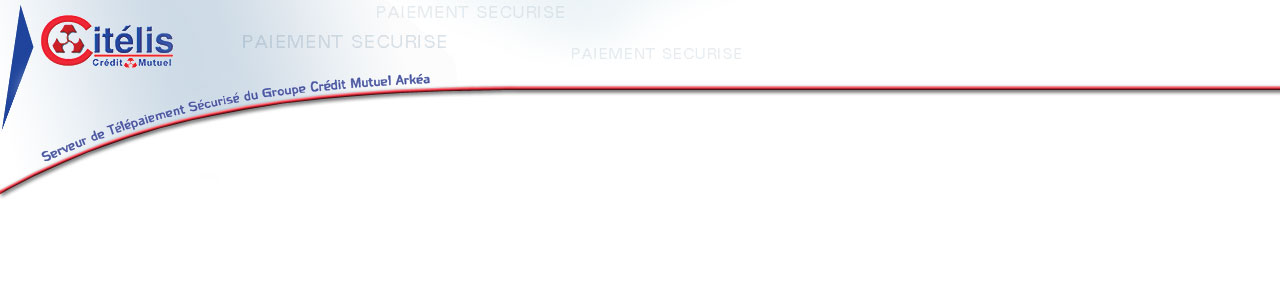 PAIEMENT SECURISE
Citélis
PAIEMENT SECURISE
PAIEMENT SECURISE
Crédit Mutuel
Serveur de Télépaiement Sécurisé du Groupe Crédit Mutuel Arkéa